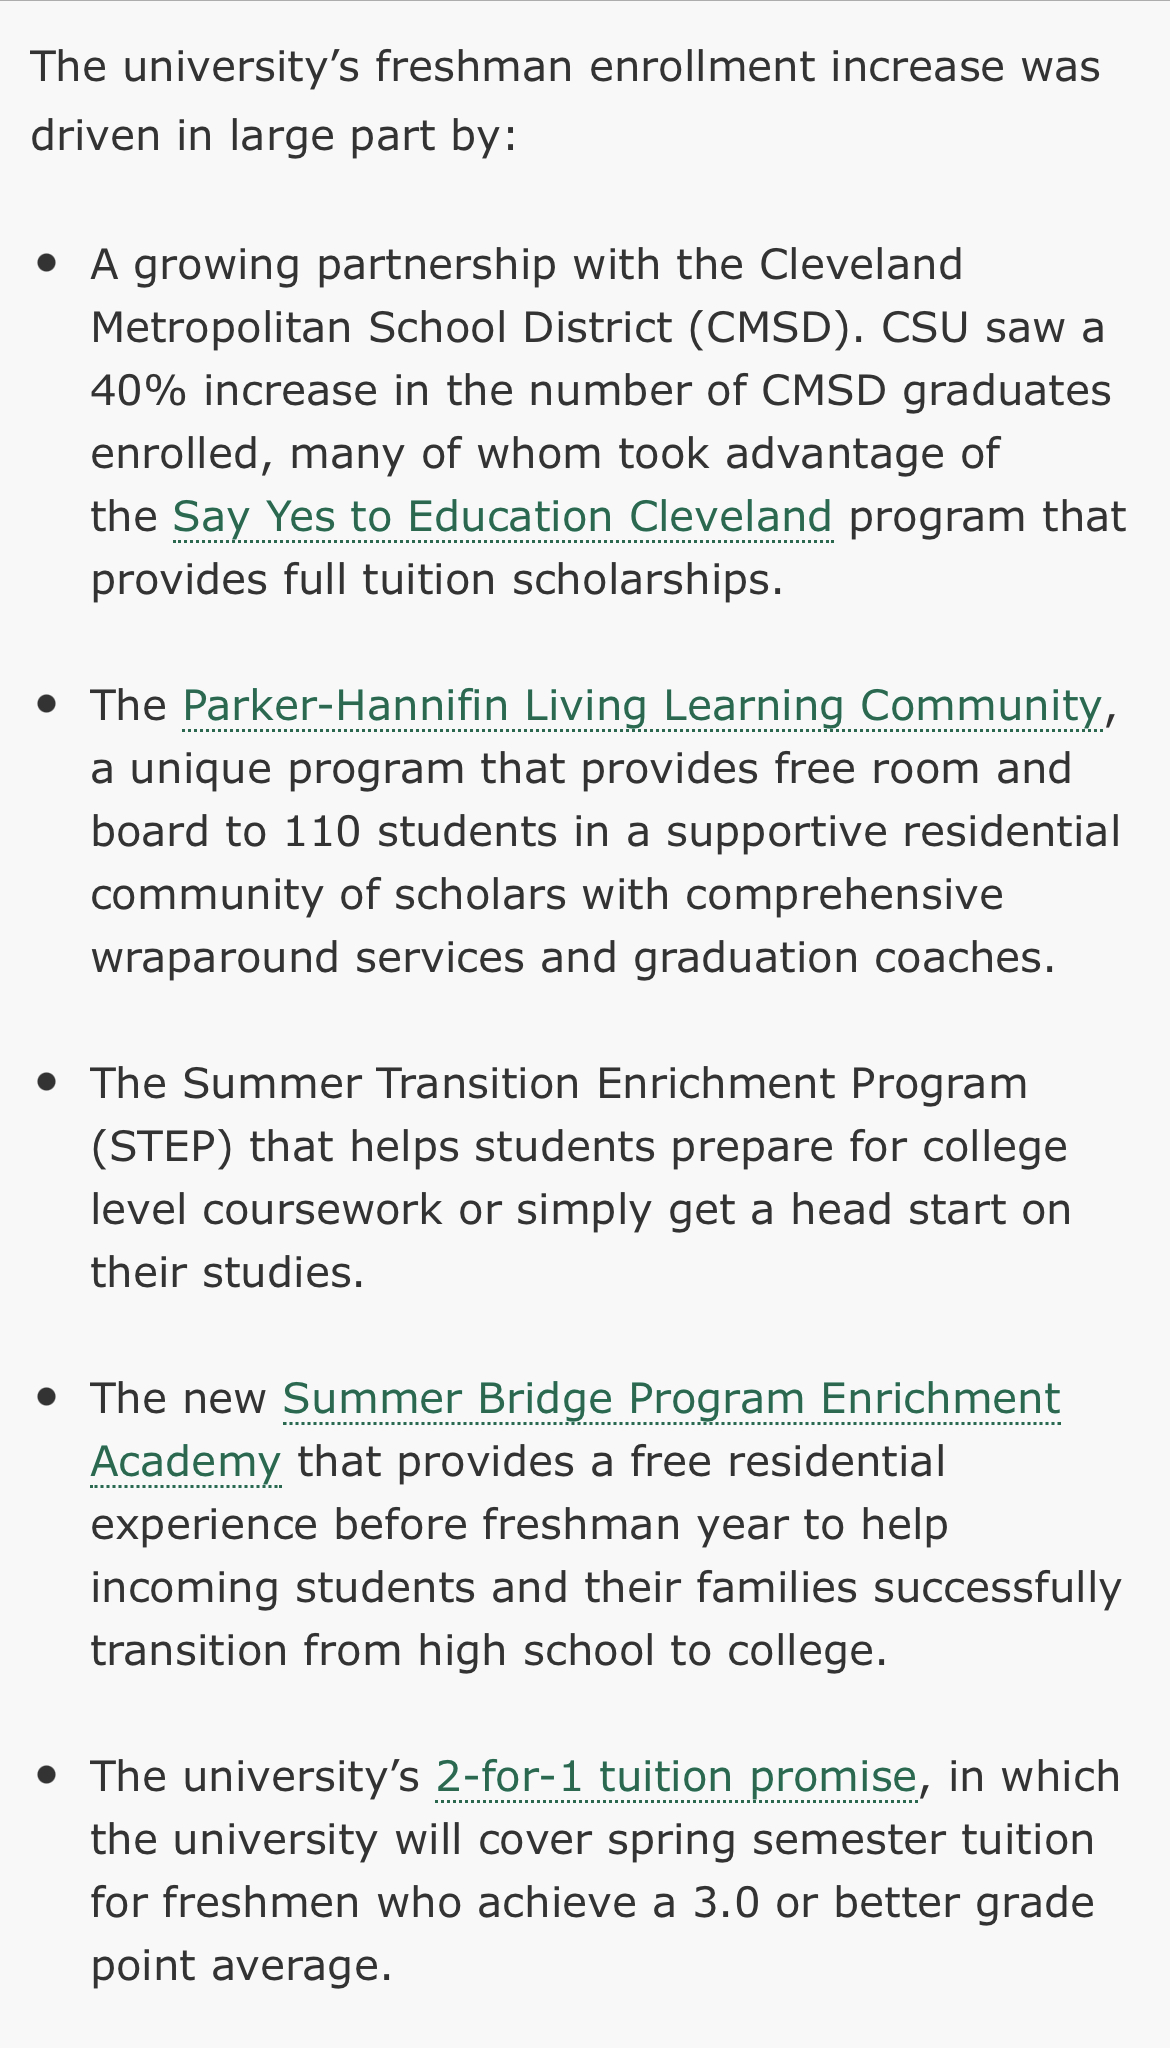 The university’s freshman enrollment increase was
driven in large part by:
• A growing partnership with the Cleveland
Metropolitan School District (CMSD). CSU saw a
40% increase in the number of CMSD graduates
enrolled, many of whom took advantage of
the Say Yes to Education Cleveland program that
provides full tuition scholarships.
• The Parker-Hannifin Living Learning Community,
a unique program that provides free room and
board to 110 students in a supportive residential
community of scholars with comprehensive
wraparound services and graduation coaches.
• The Summer Transition Enrichment Program
(STEP) that helps students prepare for college
level coursework or simply get a head start on
their studies.
• The new Summer Bridge Program Enrichment
Academy that provides a free residential
experience before freshman year to help
incoming students and their families successfully
transition from high school to college.
• The university’s 2-for-1 tuition promise, in which
the university will cover spring semester tuition
for freshmen who achieve a 3.0 or better grade
point average.